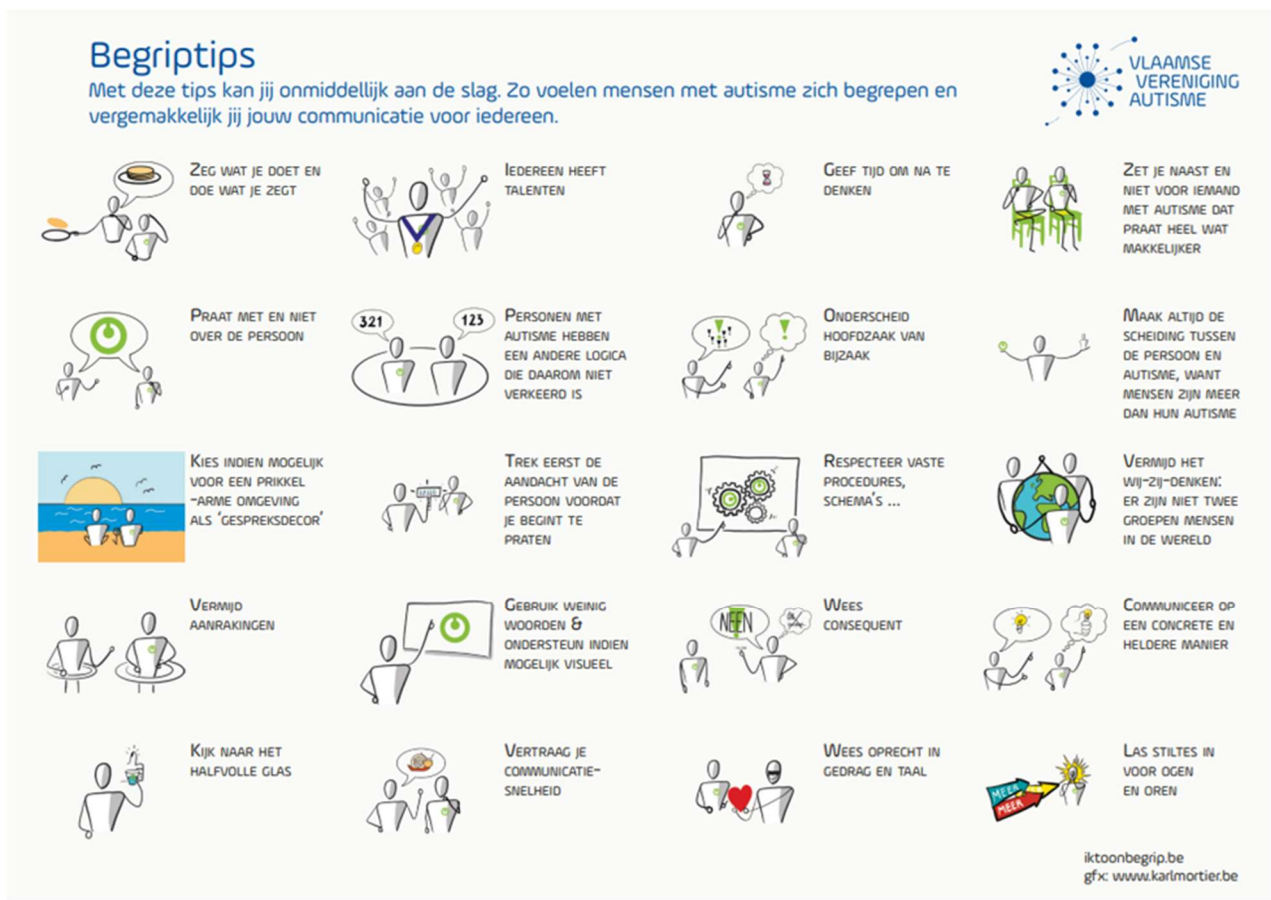 Begriptips
Met deze tips kan jij onmiddellijk aan de slag. Zo voelen mensen met autisme zich begrepen en
vergemakkelijk jij jouw communicatie voor iedereen.
VLAAMSE
VERENIGING
AUTISME
ZEG WAT JE DOET EN
DOE WAT JE ZEGT
IEDEREEN HEEFT
TALENTEN
GEEF TIJD OM NA TE
DENKEN
ZET JE NAAST EN
NIET VOOR IEMAND
MET AUTISME DAT
PRAAT HEEL WAT
MAKKELIJKER
PRAAT MET EN NIET
OVER DE PERSOON
321
123
PERSONEN MET
AUTISME HEBBEN
EEN ANDERE LOGICA
DIE DAAROM NIET
VERKEERD IS
ONDERSCHEID
HOOFDZAAK VAN
BIJZAAK
MAAK ALTIJD DE
SCHEIDING TUSSEN
DE PERSOON EN
AUTISME, WANT
MENSEN ZIJN MEER
DAN HUN AUTISME
KIES INDIEN MOGELIJK
VOOR EEN PRIKKEL
-ARME OMGEVING
ALS 'GESPREKSDECOR'
TREK EERST DE
AANDACHT VAN DE
PERSOON VOORDAT
JE BEGINT TE
PRATEN
RESPECTEER VASTE
PROCEDURES,
SCHEMA'S ...
VERMIJD HET
WIJ-ZIJ-DENKEN:
ER ZIJN NIET TWEE
GROEPEN MENSEN
IN DE WERELD
VERMIJD
AANRAKINGEN
GEBRUIK WEINIG
WOORDEN &
ONDERSTEUN INDIEN
MOGELIJK VISUEEL
NEEN
WEES
CONSEQUENT
COMMUNICEER OP
EEN CONCRETE EN
HELDERE MANIER
KIJK NAAR HET
HALFVOLLE GLAS
VERTRAAG JE
COMMUNICATIE-
SNELHEID
WEES OPRECHT IN
GEDRAG EN TAAL
MEER
MEER
LAS STILTES IN
VOOR OGEN
EN OREN
iktoonbegrip.be
gfx: www.karlmortier.be